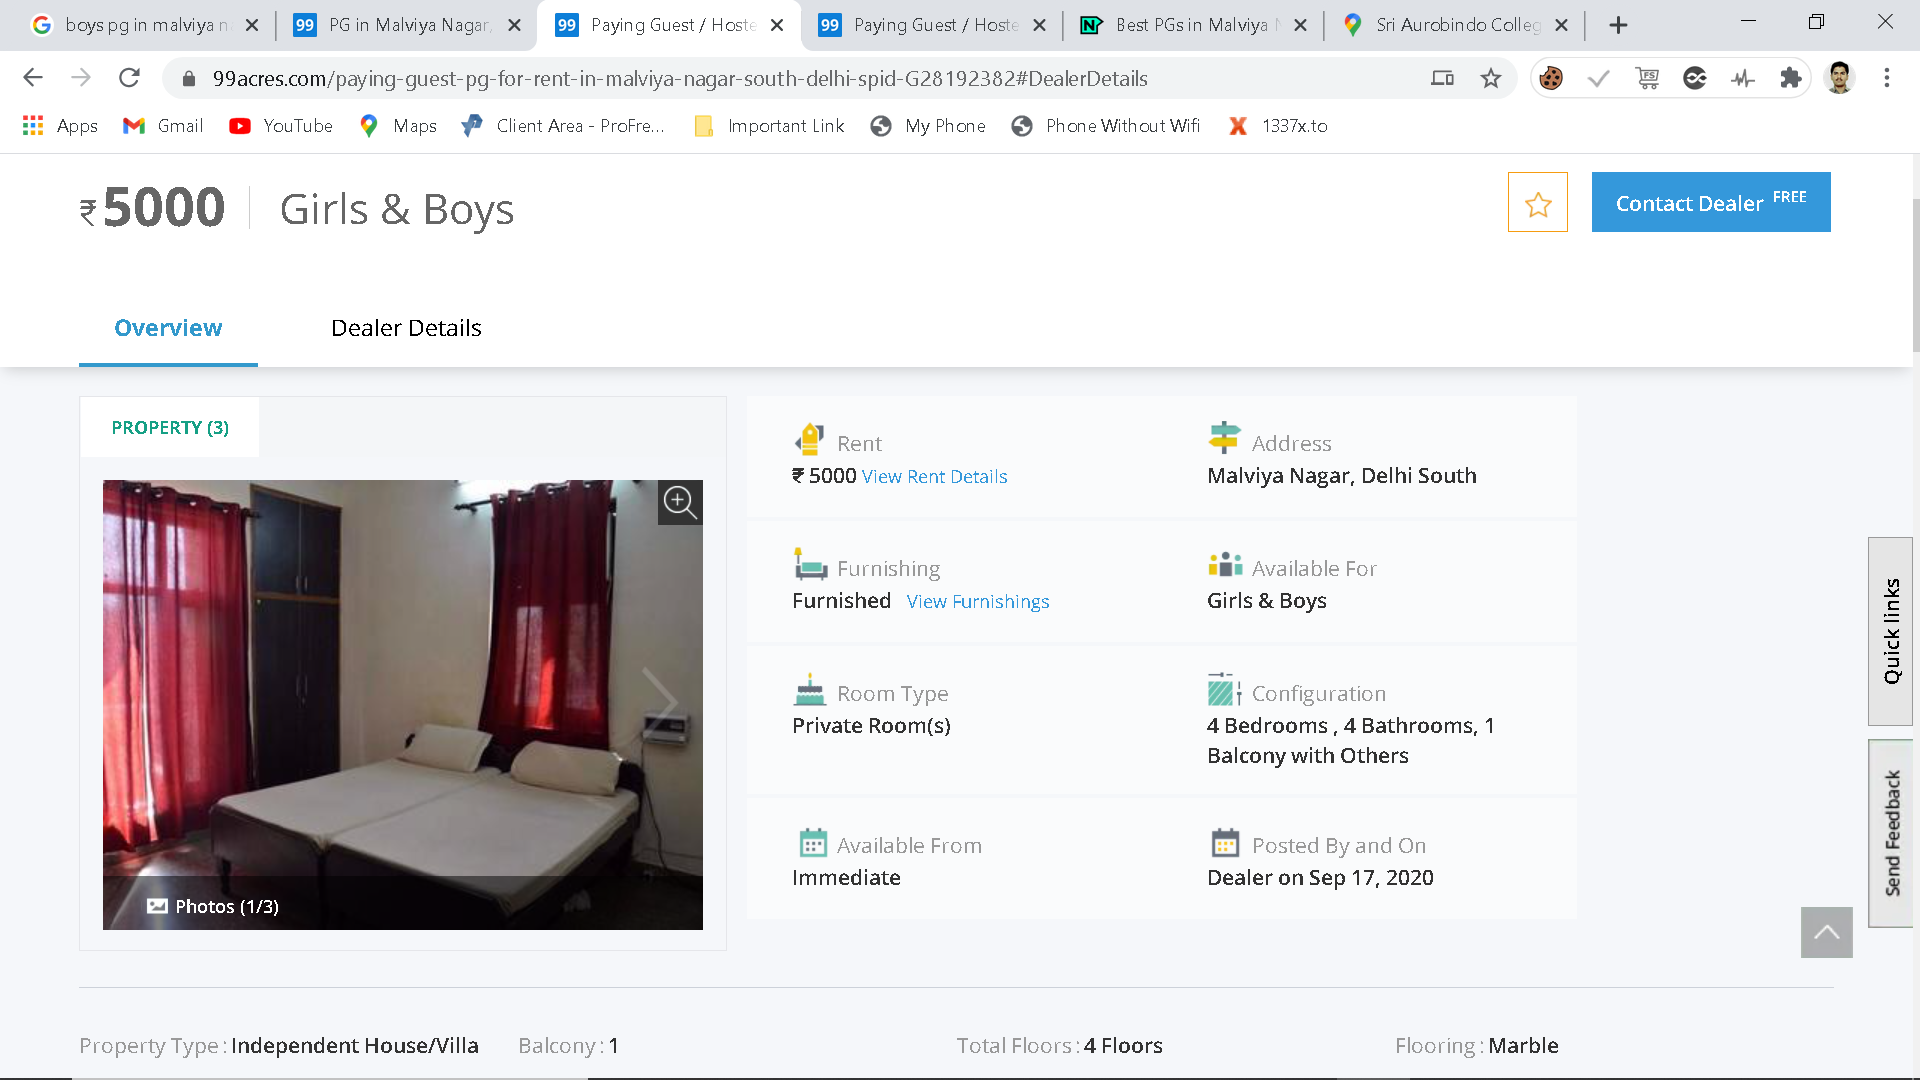 boys pg in malviya n
PG in Malviya Nagar,
Paying Guest / Hoste
Paying Guest / Hoste
Best PGs in Malviya N
Sri Aurobindo Colleg
99acres.com/paying-guest-pg-for-rent-in-malviya-nagar-south-delhi-spid-G28192382#DealerDetails
Apps
Gmail
YouTube
Maps
Client Area - ProFre...
Important Link
My Phone
Phone Without Wifi
1337x.to
₹5000
Girls & Boys
Contact Dealer FREE
Overview
Dealer Details
PROPERTY (3)
Photos (1/3)
Rent
₹ 5000 View Rent Details
Address
Malviya Nagar, Delhi South
Furnishing
Furnished View Furnishings
Available For
Girls & Boys
Room Type
Private Room(s)
Configuration
4 Bedrooms , 4 Bathrooms, 1
Balcony with Others
Available From
Immediate
Posted By and On
Dealer on Sep 17, 2020
Quick links
Send Feedback
Property Type : Independent House/Villa
Balcony : 1
Total Floors : 4 Floors
Flooring : Marble